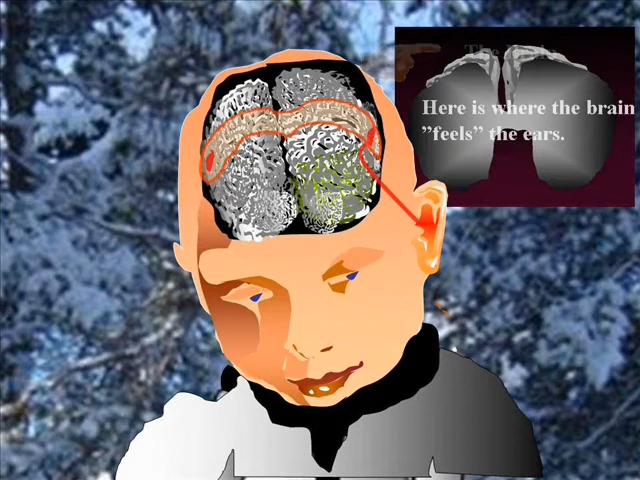 Here is where the brain
”feels” the ears.